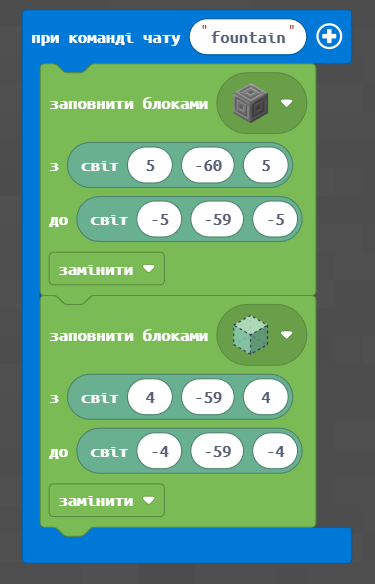 при команді чату "fountain"
заповнити блоками
з світ 5 -60 5
до світ -5 -59 -5
замінити
заповнити блоками
з світ 4 -59 4
до світ -4 -59 -4
замінити